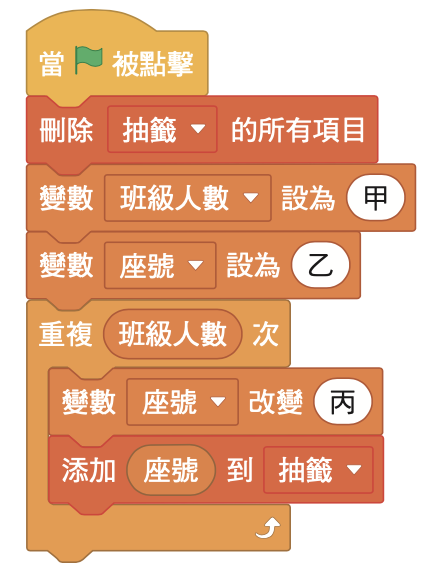 當 被點擊
刪除 抽籤 的所有項目
變數 班級人數 設為 甲
變數 座號 設為 乙
重複 班級人數 次
變數 座號 改變 丙
添加 座號 到 抽籤